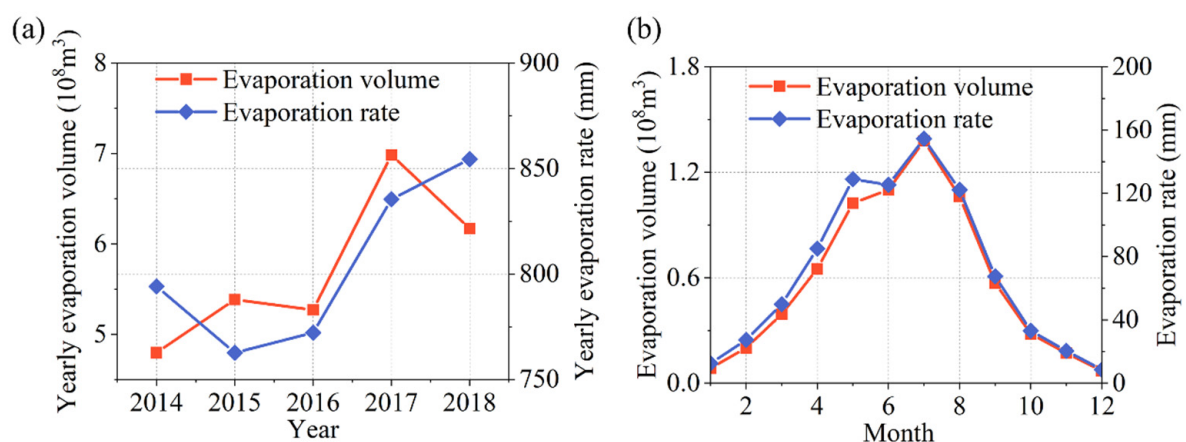 (a)
Yearly evaporation volume (10⁸m³)
8
7
6
5
Evaporation volume
Evaporation rate
900
850
800
750
Yearly evaporation rate (mm)
2014 2015 2016 2017 2018
Year
(b)
Evaporation volume (10⁸m³)
1.8
1.2
0.6
0.0
Evaporation volume
Evaporation rate
200
160
120
80
40
0
Evaporation rate (mm)
2 4 6 8 10 12
Month